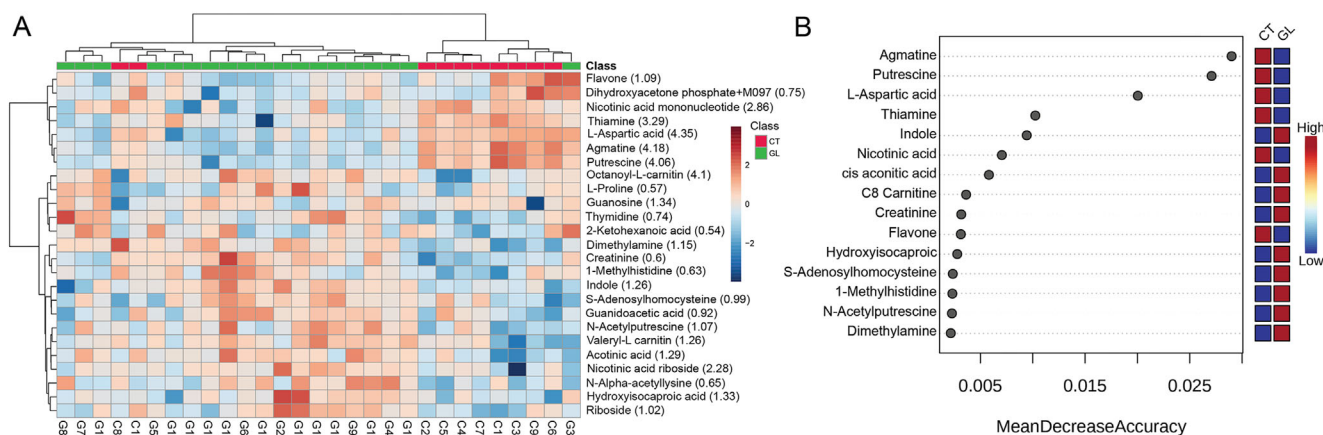 A
Class
Flavone (1.09)
Dihydroxyacetone phosphate+M097 (0.75)
Nicotinic acid mononucleotide (2.86)
Thiamine (3.29)
L-Aspartic acid (4.35)
Agmatine (4.18)
Putrescine (4.06)
Octanoyl-L-carnitin (4.1)
L-Proline (0.57)
Guanosine (1.34)
Thymidine (0.74)
2-Ketohexanoic acid (0.54)
Dimethylamine (1.15)
Creatinine (0.6)
1-Methylhistidine (0.63)
Indole (1.26)
S-Adenosylhomocysteine (0.99)
Guanidoacetic acid (0.92)
N-Acetylputrescine (1.07)
Valeryl-L carnitin (1.26)
Acotinic acid (1.29)
Nicotinic acid riboside (2.28)
N-Alpha-acetyllysine (0.65)
Hydroxyisocaproic acid (1.33)
Riboside (1.02)
G8 G7 G1 C8 C1 G5 G1 G1 G1 G1 G6 G1 G2 G1 G1 G9 G1 G4 G1 C2 C5 C4 C7 C1 C3 C9 C6 G3
Class
CT
GL
2
0
−2
B
CT GL
Agmatine
Putrescine
L-Aspartic acid
Thiamine
Indole
Nicotinic acid
cis aconitic acid
C8 Carnitine
Creatinine
Flavone
Hydroxyisocaproic
S-Adenosylhomocysteine
1-Methylhistidine
N-Acetylputrescine
Dimethylamine
0.005 0.015 0.025
MeanDecreaseAccuracy
High
Low